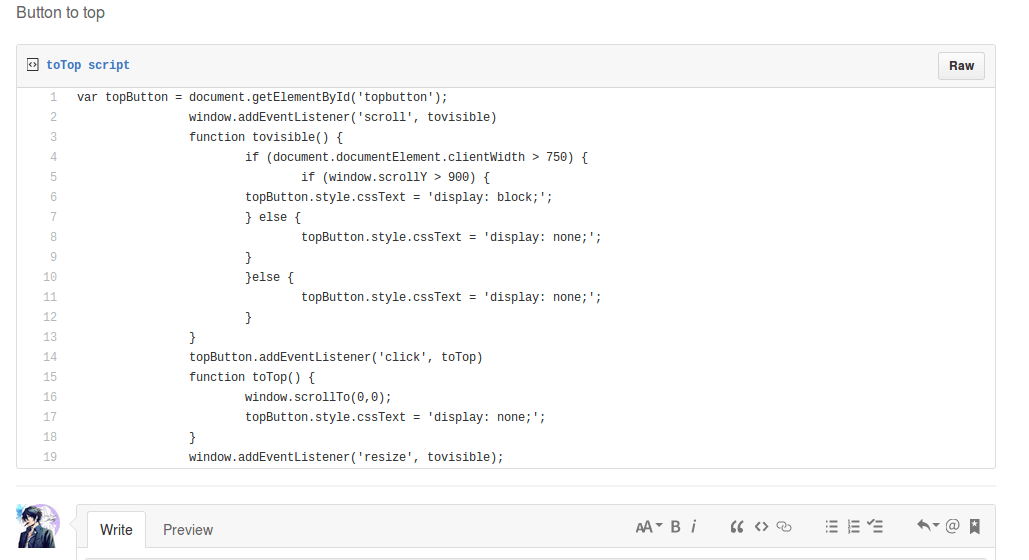 Button to top
toTop script
Raw
1 var topButton = document.getElementById('topbutton');
2 window.addEventListener('scroll', tovisible)
3 function tovisible() {
4 if (document.documentElement.clientWidth > 750) {
5 if (window.scrollY > 900) {
6 topButton.style.cssText = 'display: block;';
7 } else {
8 topButton.style.cssText = 'display: none;';
9 }
10 }else {
11 topButton.style.cssText = 'display: none;';
12 }
13 }
14 topButton.addEventListener('click', toTop)
15 function toTop() {
16 window.scrollTo(0,0);
17 topButton.style.cssText = 'display: none;';
18 }
19 window.addEventListener('resize', tovisible);
Write Preview AA B i “ <> @